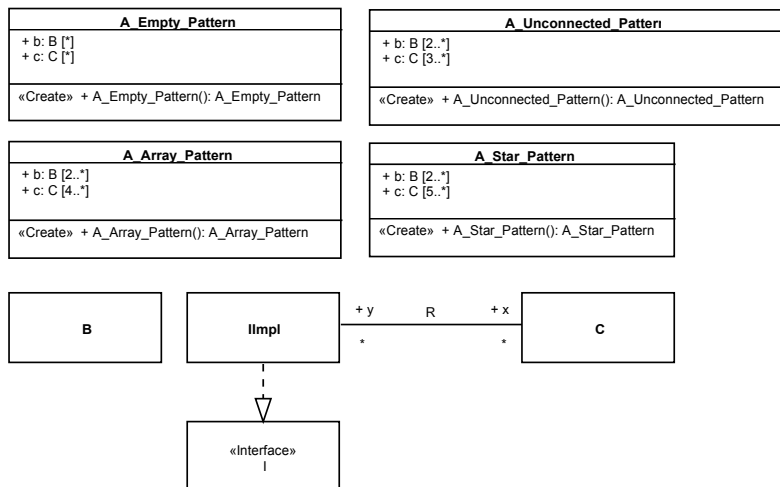 A_Empty_Pattern
+ b: B [*]
+ c: C [*]
«Create» + A_Empty_Pattern(): A_Empty_Pattern
A_Unconnected_Pattern
+ b: B [2..*]
+ c: C [3..*]
«Create» + A_Unconnected_Pattern(): A_Unconnected_Pattern
A_Array_Pattern
+ b: B [2..*]
+ c: C [4..*]
«Create» + A_Array_Pattern(): A_Array_Pattern
A_Star_Pattern
+ b: B [2..*]
+ c: C [5..*]
«Create» + A_Star_Pattern(): A_Star_Pattern
B
IImpl
+ y
R
+ x
*
*
C
«Interface»
I